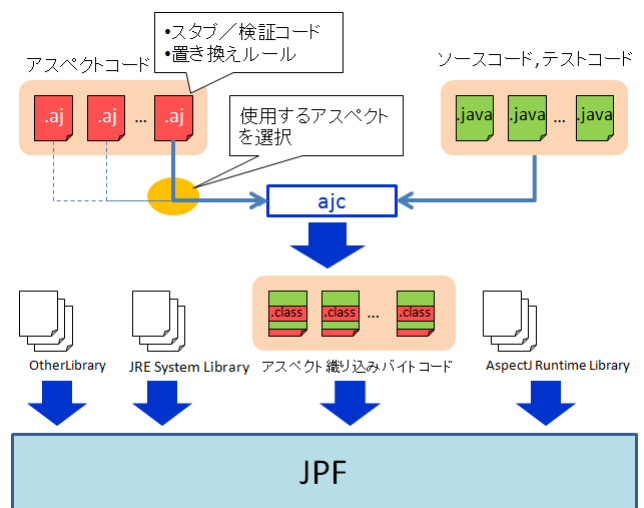 •スタブ／検証コード
•置き換えルール
アスペクトコード
ソースコード,テストコード
.aj
.aj
...
.aj
使用するアスペクト
を選択
.java
.java
...
.java
ajc
.class
.class
...
.class
OtherLibrary
JRE System Library
アスペクト織り込みバイトコード
AspectJ Runtime Library
JPF